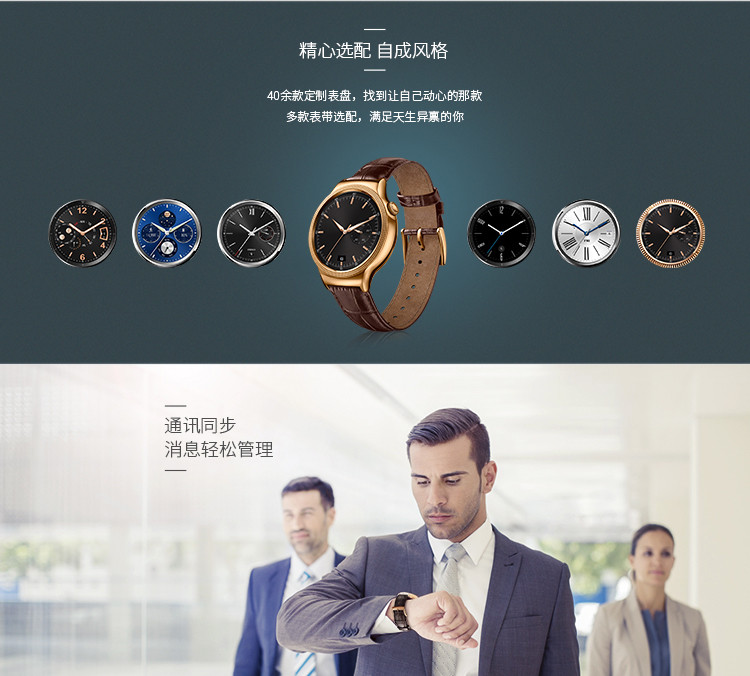 精心选配 自成风格
40余款定制表盘，找到让自己动心的那款
多款表带选配，满足天生异禀的你
通讯同步
消息轻松管理